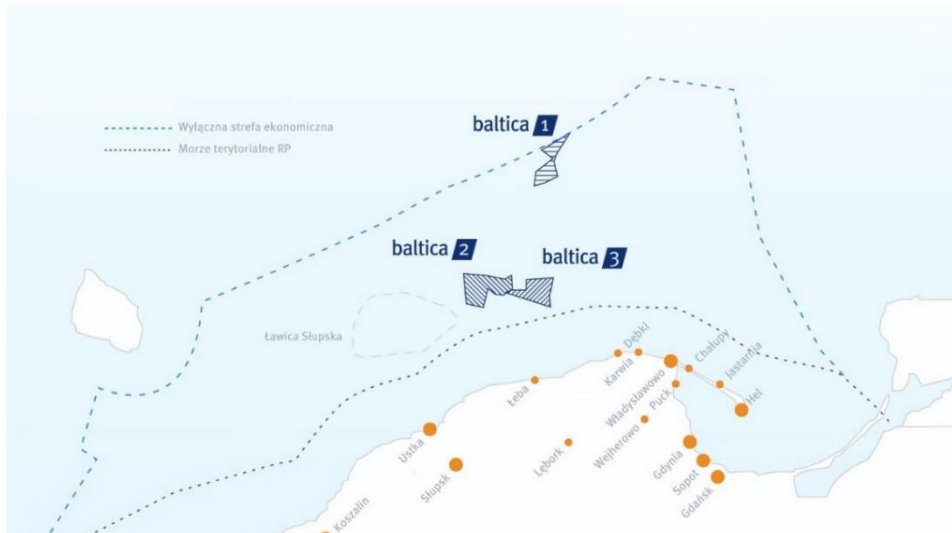 Wyłączna strefa ekonomiczna
Morze terytorialne RP
baltica 1
baltica 2
baltica 3
Ławica Słupska
Łeba
Karwia
Dębki
Władysławowo
Puck
Chałupy
Jastarnia
Hel
Ustka
Słupsk
Lębork
Wejherowo
Gdynia
Sopot
Gdańsk
Koszalin